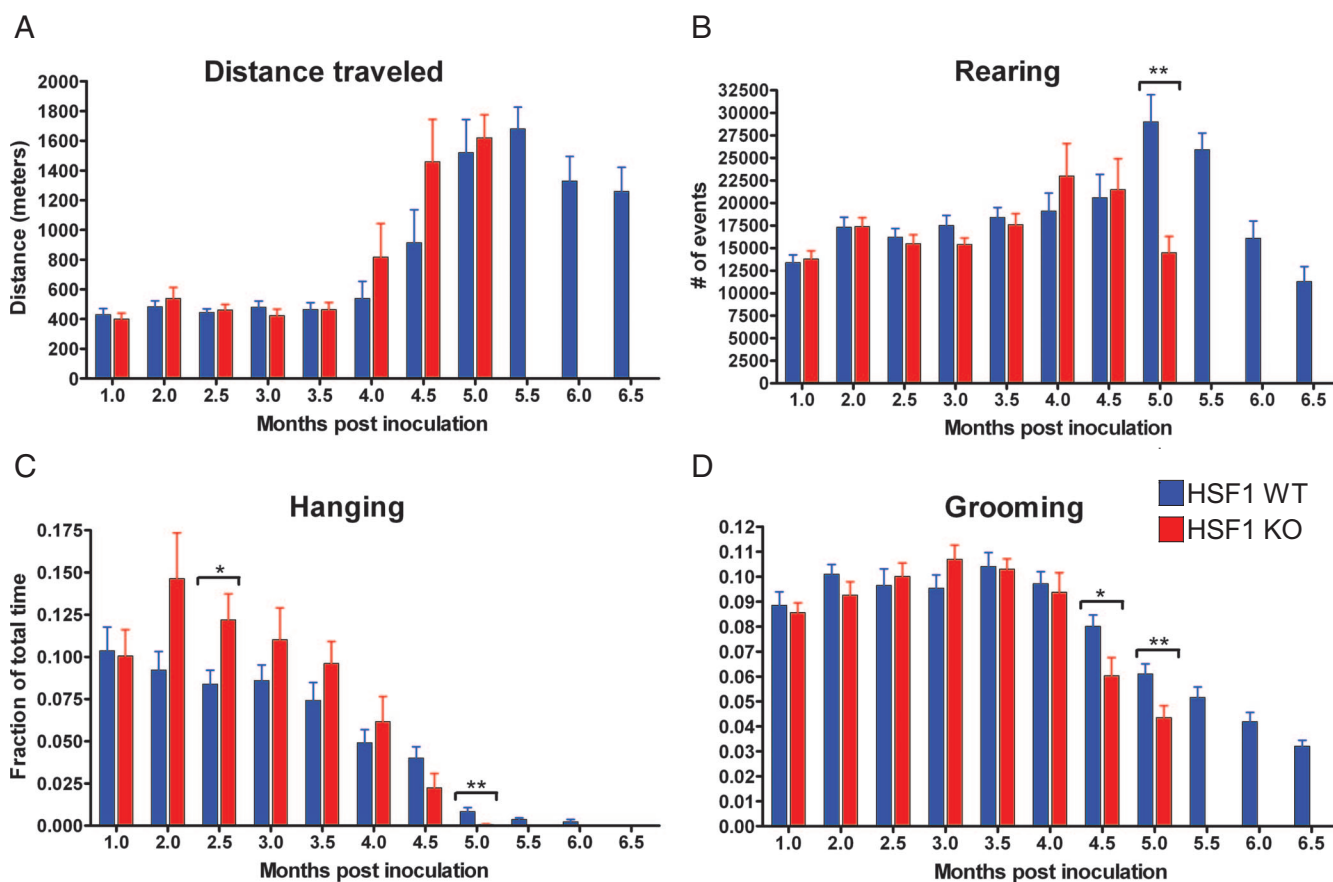 A
Distance traveled
Distance (meters)
2000
1800
1600
1400
1200
1000
800
600
400
200
0
1.0 2.0 2.5 3.0 3.5 4.0 4.5 5.0 5.5 6.0 6.5
Months post inoculation
B
Rearing
# of events
32500
30000
27500
25000
22500
20000
17500
15000
12500
10000
7500
5000
2500
0
**
1.0 2.0 2.5 3.0 3.5 4.0 4.5 5.0 5.5 6.0 6.5
Months post inoculation
C
Hanging
Fraction of total time
0.175
0.150
0.125
0.100
0.075
0.050
0.025
0.000
*
**
1.0 2.0 2.5 3.0 3.5 4.0 4.5 5.0 5.5 6.0 6.5
Months post inoculation
D
Grooming
HSF1 WT
HSF1 KO
0.12
0.11
0.10
0.09
0.08
0.07
0.06
0.05
0.04
0.03
0.02
0.01
0.00
*
**
1.0 2.0 2.5 3.0 3.5 4.0 4.5 5.0 5.5 6.0 6.5
Months post inoculation